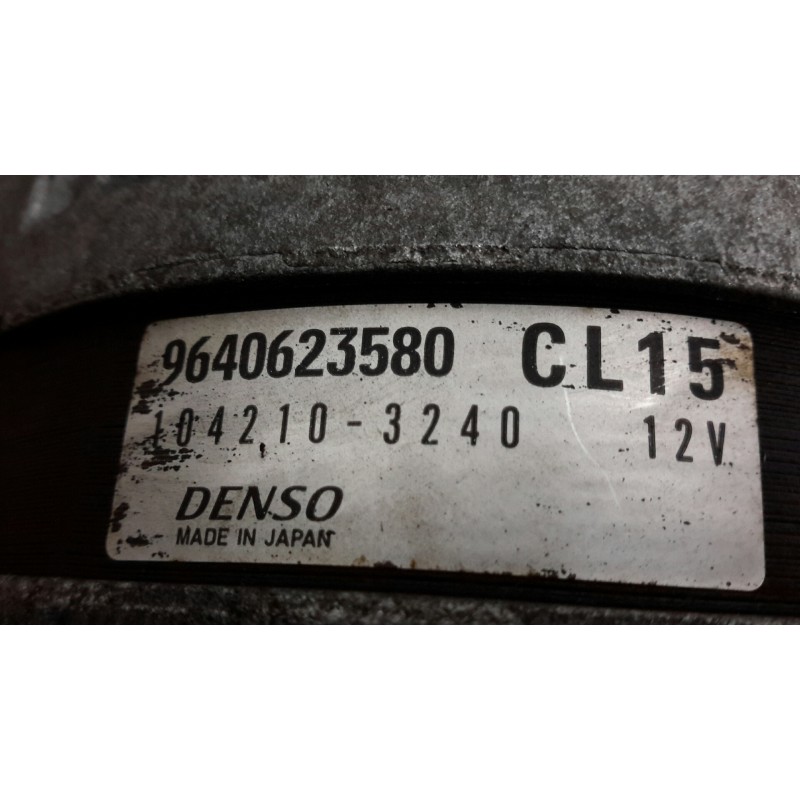 9640623580 CL15
104210-3240 12V
DENSO
MADE IN JAPAN